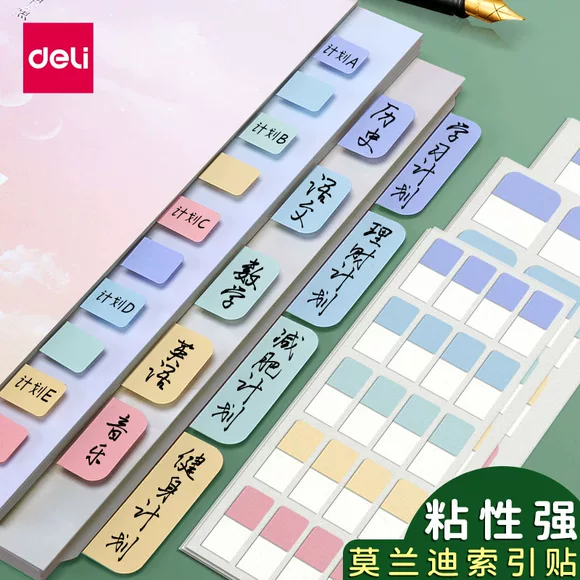 deli
计划A
计划B
计划C
计划D
计划E
历史
语文
数学
英语
音乐
学习计划
理财计划
减肥计划
健身计划
粘性强
莫兰迪索引贴